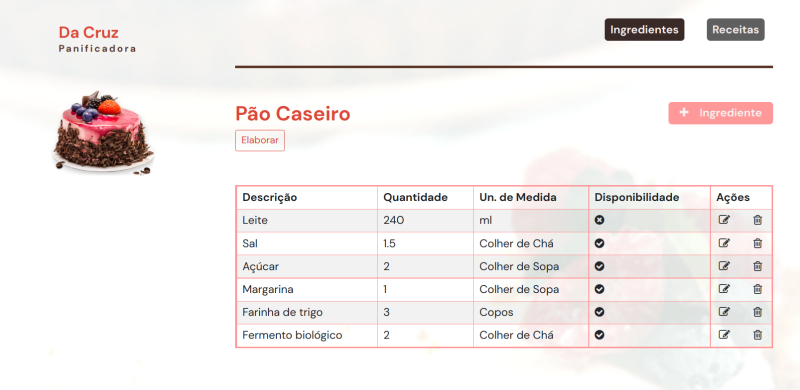 Da Cruz
Panificadora
Ingredientes Receitas
Pão Caseiro
+ Ingrediente
Elaborar
Descrição Quantidade Un. de Medida Disponibilidade Ações
Leite 240 ml
Sal 1.5 Colher de Chá
Açúcar 2 Colher de Sopa
Margarina 1 Colher de Sopa
Farinha de trigo 3 Copos
Fermento biológico 2 Colher de Chá